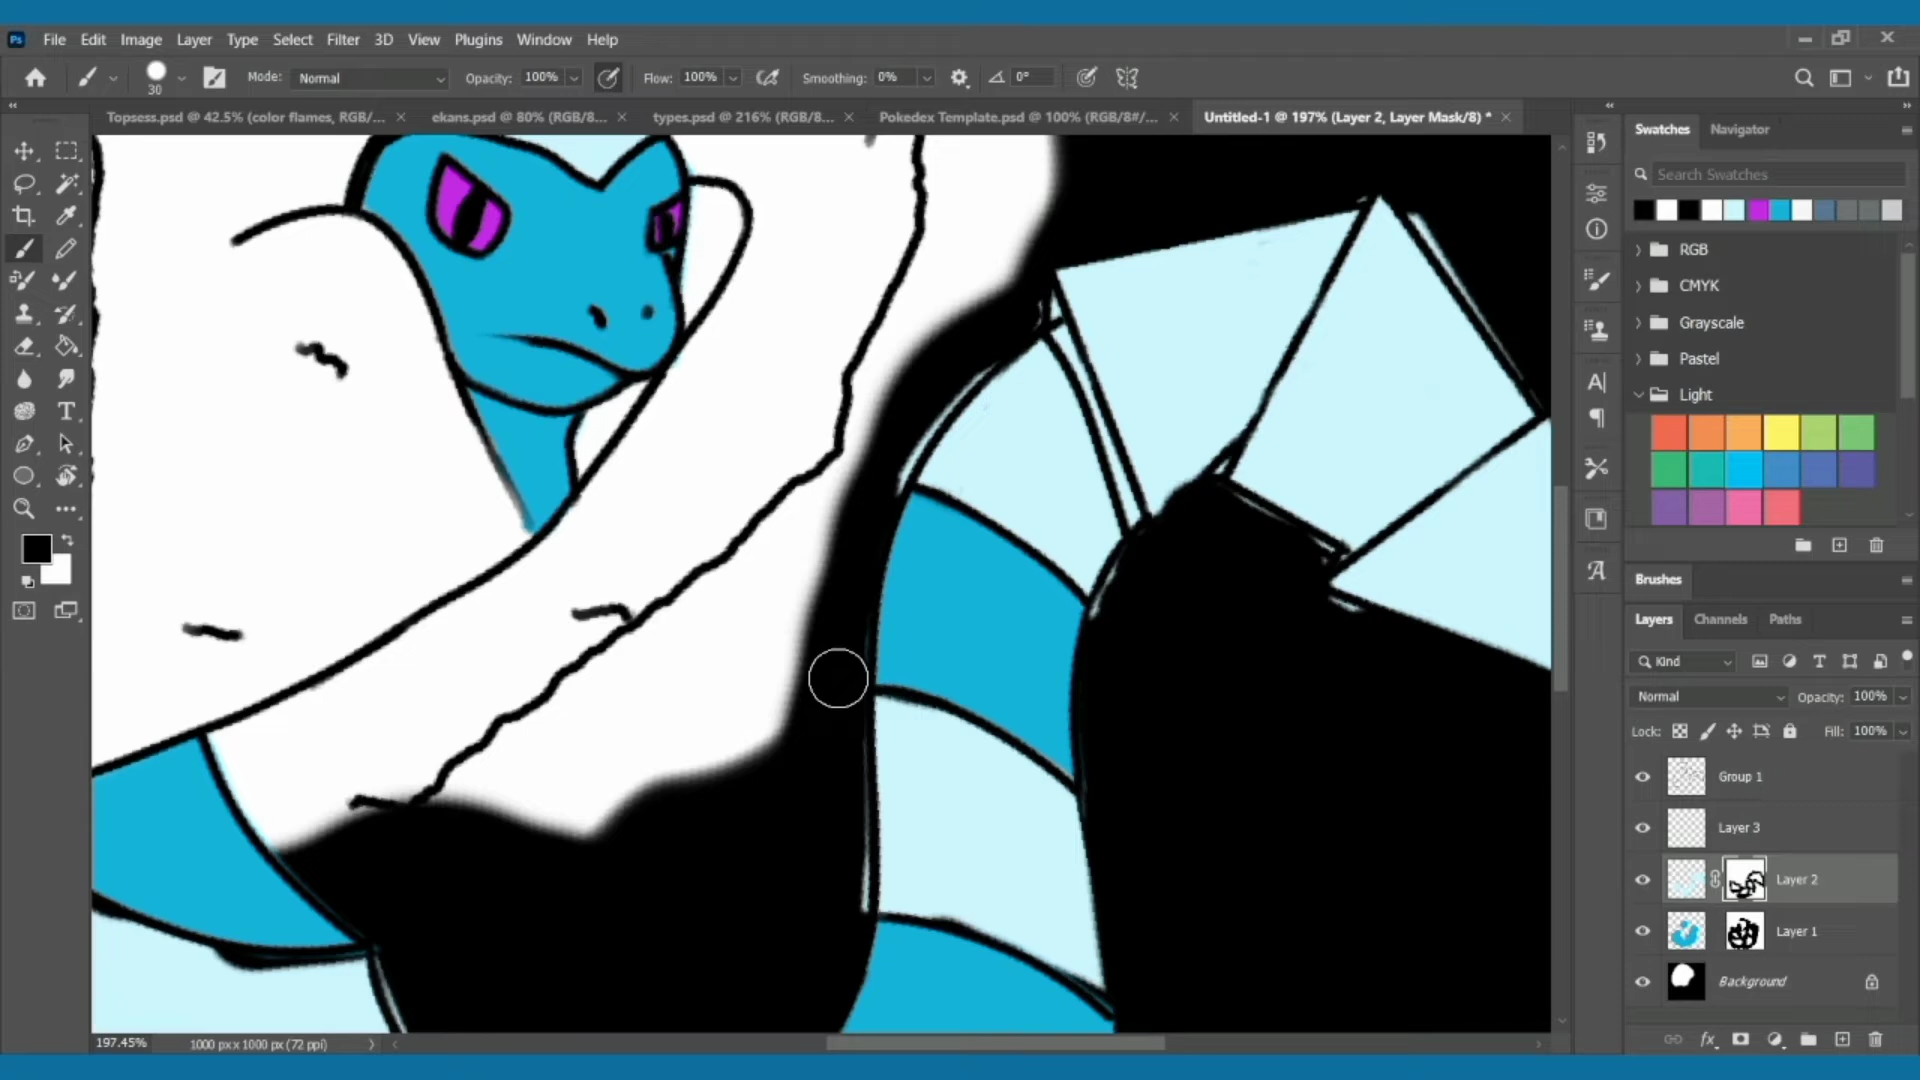 Ps File Edit Image Layer Type Select Filter 3D View Plugins Window Help
30 Mode: Normal Opacity: 100% Flow: 100% Smoothing: 0% 0°
Topsess.psd @ 42.5% (color flames, RGB/... ekans.psd @ 80% (RGB/8... types.psd @ 216% (RGB/8... Pokedex Template.psd @ 100% (RGB/8#/... Untitled-1 @ 197% (Layer 2, Layer Mask/8) *
Swatches Navigator
Search Swatches
RGB
CMYK
Grayscale
Pastel
Light
Brushes
Layers Channels Paths
Kind
Normal Opacity: 100%
Lock: Fill: 100%
Group 1
Layer 3
Layer 2
Layer 1
Background
fx
197.45% 1000 px x 1000 px (72 ppi)